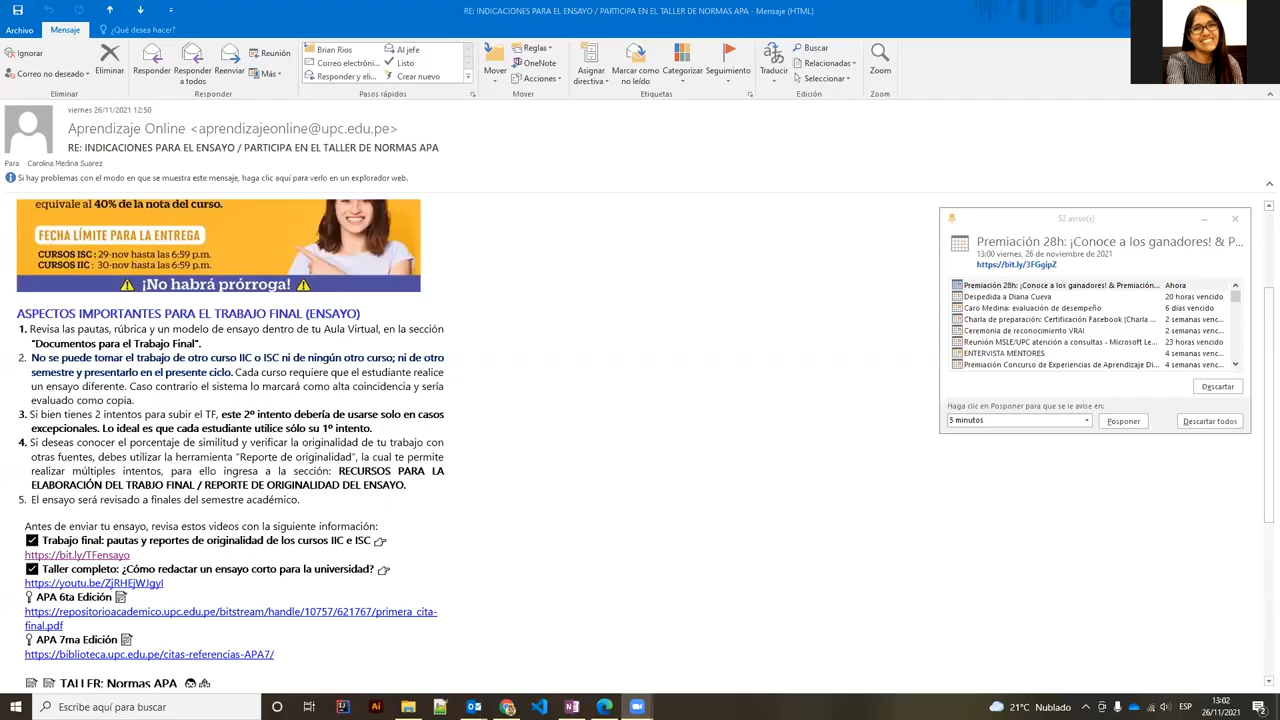 RE: INDICACIONES PARA EL ENSAYO / PARTICIPA EN EL TALLER DE NORMAS APA - Mensaje (HTML)
Archivo Mensaje ¿Qué desea hacer?
Ignorar
Correo no deseado
Eliminar
Eliminar
Responder
Responder a todos
Reenviar
Reunión
Más
Responder
Brian Rios
Correo electróni...
Responder y eli...
Al jefe
Listo
Crear nuevo
Pasos rápidos
Mover
Reglas
OneNote
Acciones
Mover
Asignar directiva
Marcar como no leído
Categorizar
Seguimiento
Etiquetas
Traducir
Buscar
Relacionadas
Seleccionar
Edición
Zoom
Zoom
viernes 26/11/2021 12:50
Aprendizaje Online <aprendizajeonline@upc.edu.pe>
RE: INDICACIONES PARA EL ENSAYO / PARTICIPA EN EL TALLER DE NORMAS APA
Para Carolina Medina Suarez
Si hay problemas con el modo en que se muestra este mensaje, haga clic aquí para verlo en un explorador web.
equivale al 40% de la nota del curso.
FECHA LÍMITE PARA LA ENTREGA
CURSOS ISC : 29-nov hasta las 6:59 p.m.
CURSOS IIC : 30-nov hasta las 6:59 p.m.
¡No habrá prórroga!
ASPECTOS IMPORTANTES PARA EL TRABAJO FINAL (ENSAYO)
1. Revisa las pautas, rúbrica y un modelo de ensayo dentro de tu Aula Virtual, en la sección
“Documentos para el Trabajo Final”.
2. No se puede tomar el trabajo de otro curso IIC o ISC ni de ningún otro curso; ni de otro
semestre y presentarlo en el presente ciclo. Cada curso requiere que el estudiante realice
un ensayo diferente. Caso contrario el sistema lo marcará como alta coincidencia y sería
evaluado como copia.
3. Si bien tienes 2 intentos para subir el TF, este 2º intento debería de usarse solo en casos
excepcionales. Lo ideal es que cada estudiante utilice sólo su 1º intento.
4. Si deseas conocer el porcentaje de similitud y verificar la originalidad de tu trabajo con
otras fuentes, debes utilizar la herramienta “Reporte de originalidad”, la cual te permite
realizar múltiples intentos, para ello ingresa a la sección: RECURSOS PARA LA
ELABORACIÓN DEL TRABJO FINAL / REPORTE DE ORIGINALIDAD DEL ENSAYO.
5. El ensayo será revisado a finales del semestre académico.
Antes de enviar tu ensayo, revisa estos videos con la siguiente información:
Trabajo final: pautas y reportes de originalidad de los cursos IIC e ISC
https://bit.ly/TFensayo
Taller completo: ¿Cómo redactar un ensayo corto para la universidad?
https://youtu.be/ZjRHEjWJgyI
APA 6ta Edición
https://repositorioacademico.upc.edu.pe/bitstream/handle/10757/621767/primera_cita-
final.pdf
APA 7ma Edición
https://biblioteca.upc.edu.pe/citas-referencias-APA7/
TALLER: Normas APA
52 aviso(s)
Premiación 28h: ¡Conoce a los ganadores! & P...
13:00 viernes, 26 de noviembre de 2021
https://bit.ly/3FGgipZ
Premiación 28h: ¡Conoce a los ganadores! & Premiación... Ahora
Despedida a Diana Cueva 20 horas vencido
Caro Medina: evaluación de desempeño 6 días vencido
Charla de preparación: Certificación Facebook (Charla ... 2 semanas venc...
Ceremonia de reconocimiento VRAI 2 semanas venc...
Reunión MSLE/UPC atención a consultas - Microsoft Le... 23 horas vencido
ENTERVISTA MENTORES 4 semanas venc...
Premiación Concurso de Experiencias de Aprendizaje Di... 4 semanas venc...
Descartar
Haga clic en Posponer para que se le avise en:
5 minutos Posponer Descartar todos
Escribe aquí para buscar
21°C Nublado
ESP
13:02
26/11/2021